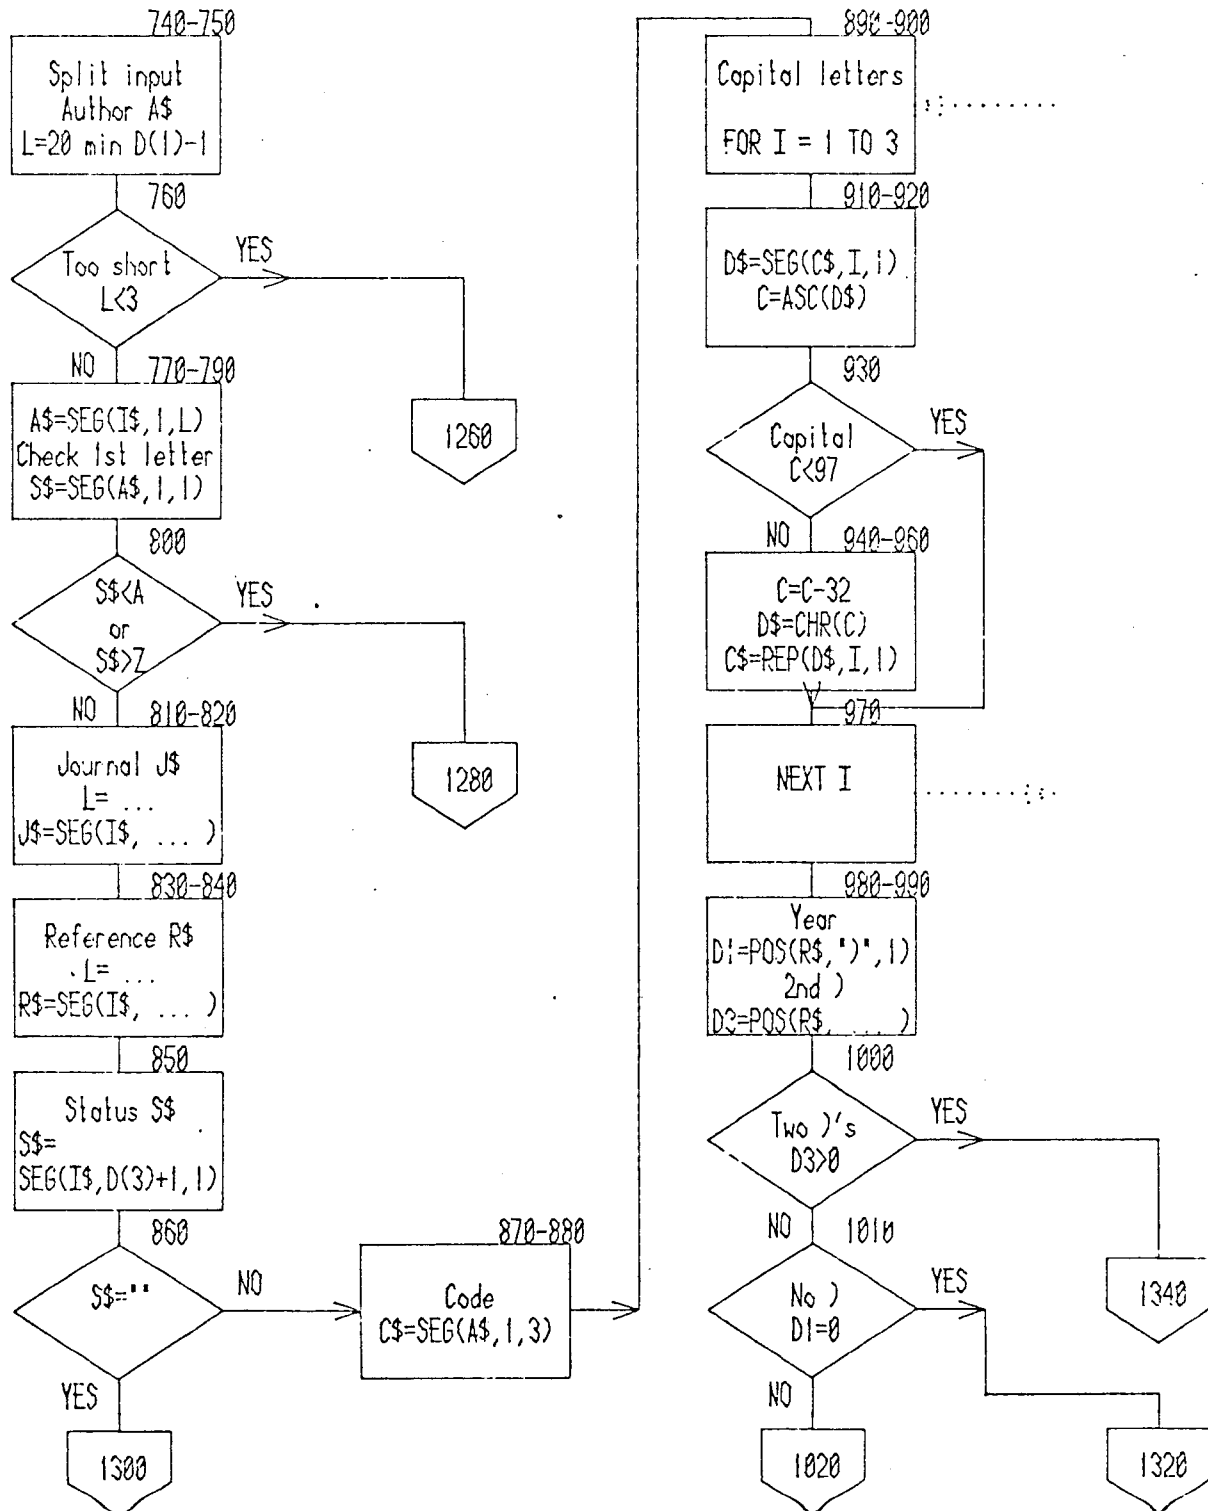 740-750
Split input
Author A$
L=20 min D(1)-1
760
Too short
L<3
YES
1260
NO
770-790
A$=SEG(I$,1,L)
Check 1st letter
S$=SEG(A$,1,1)
800
S$<A
or
S$>Z
YES
1280
NO
810-820
Journal J$
L= ...
J$=SEG(I$, ... )
830-840
Reference R$
L= ...
R$=SEG(I$, ... )
850
Status S$
S$=
SEG(I$,D(3)+1,1)
860
S$=""
YES
1300
NO
870-880
Code
C$=SEG(A$,1,3)
890-900
Capital letters
FOR I = 1 TO 3
910-920
D$=SEG(C$,I,1)
C=ASC(D$)
930
Capital
C<97
YES
NO
940-960
C=C-32
D$=CHR(C)
C$=REP(D$,I,1)
970
NEXT I
980-990
Year
D1=POS(R$,")",1)
2nd )
D3=POS(R$, ... )
1000
Two )'s
D3>0
YES
1340
NO
1010
No )
D1=0
YES
1320
NO
1020